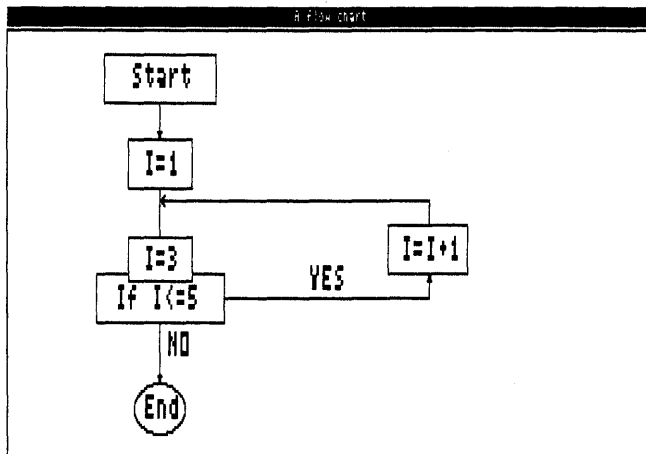 A Flow chart
Start
I=1
I=I+1
I=3
YES
If I<=5
NO
End